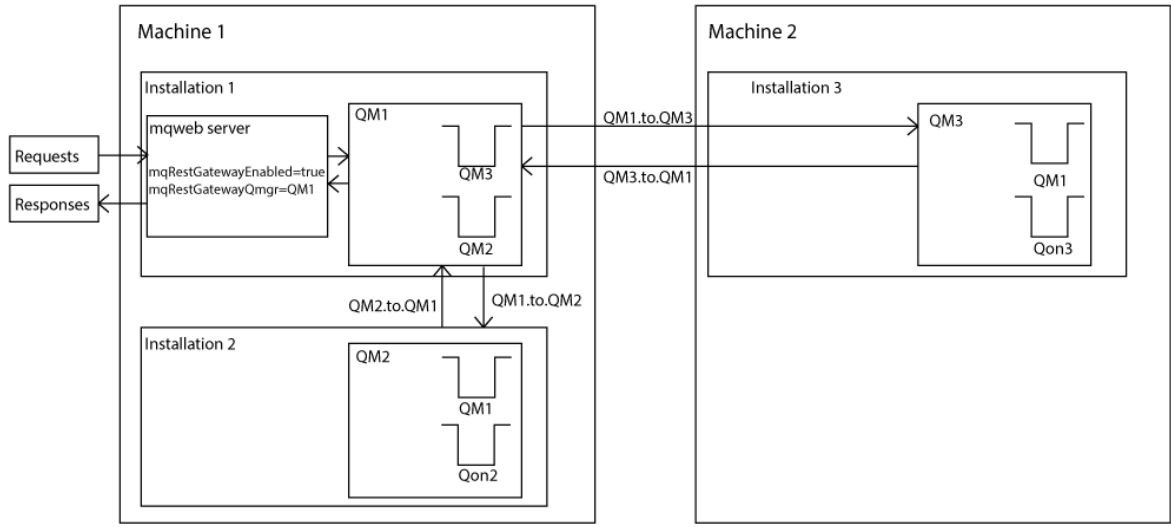 Machine 1
Machine 2
Installation 1
Installation 3
mqweb server
QM1
QM1.to.QM3
QM3
Requests
mqRestGatewayEnabled=true
mqRestGatewayQmgr=QM1
QM3
QM3.to.QM1
QM1
Responses
QM2
Qon3
QM2.to.QM1
QM1.to.QM2
Installation 2
QM2
QM1
Qon2